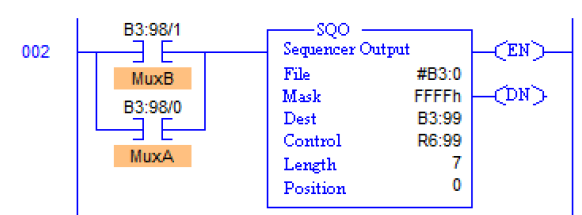 B3:98/1
SQO
002
Sequencer Output
EN
MuxB
File #B3:0
Mask FFFFh
DN
B3:98/0
Dest B3:99
Control R6:99
MuxA
Length 7
Position 0